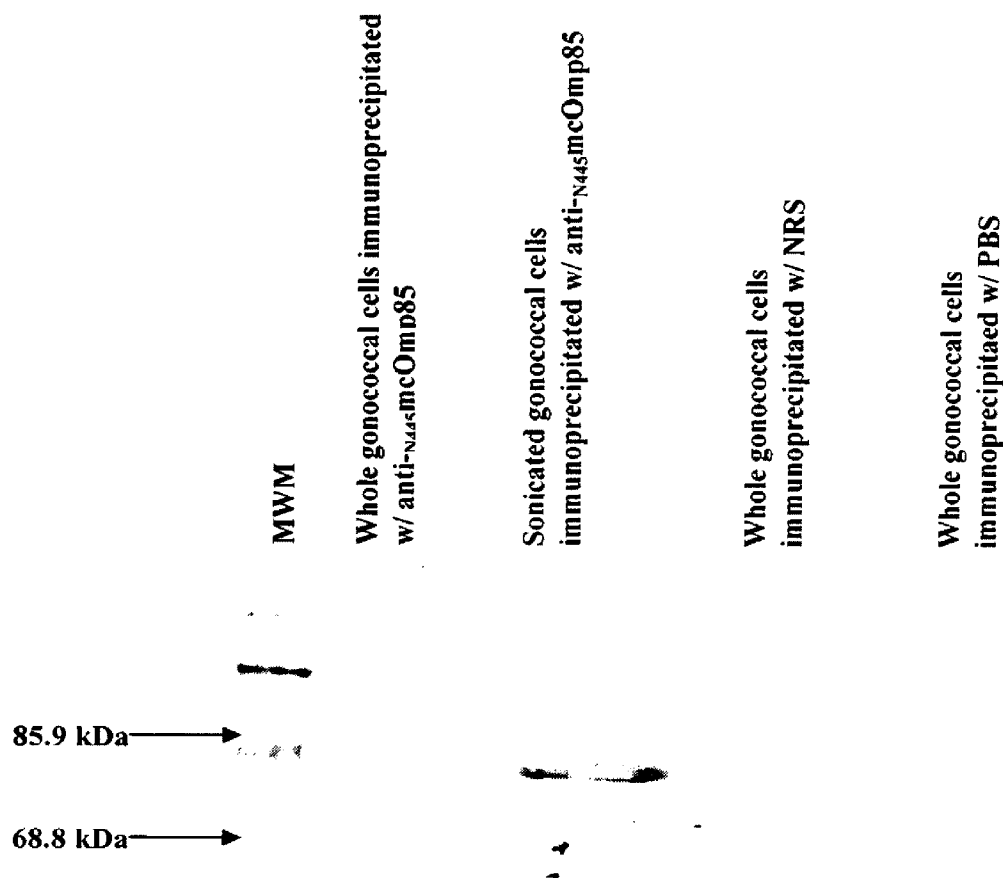 MWM
Whole gonococcal cells immunoprecipitated
w/ anti-N445mcOmp85
Sonicated gonococcal cells
immunoprecipitated w/ anti-N445mcOmp85
Whole gonococcal cells
immunoprecipitated w/ NRS
Whole gonococcal cells
immunoprecipitaed w/ PBS
85.9 kDa
68.8 kDa